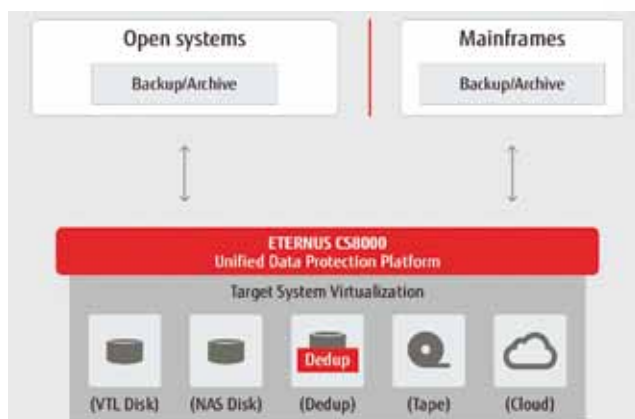 Open systems
Mainframes
Backup/Archive
Backup/Archive
ETERNUS CS8000
Unified Data Protection Platform
Target System Virtualization
Dedup
(VTL Disk)
(NAS Disk)
(Dedup)
(Tape)
(Cloud)